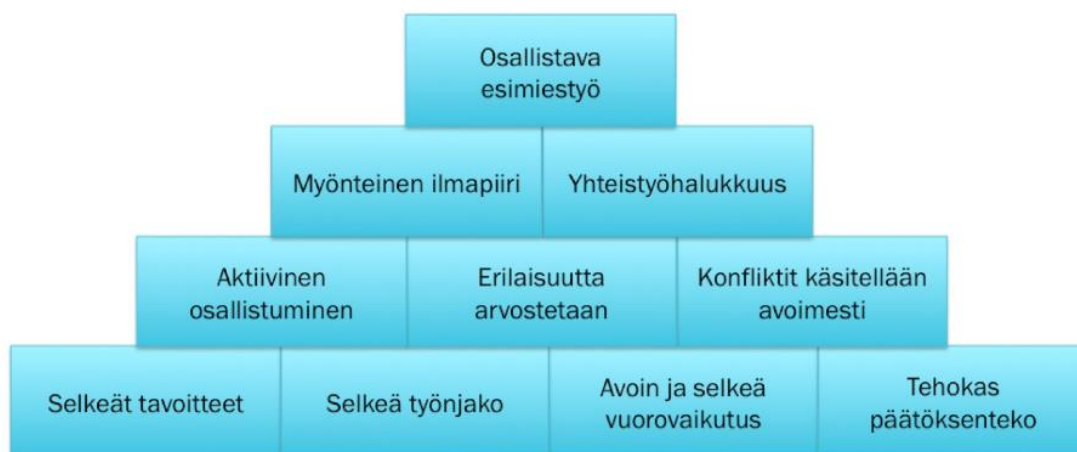 Osallistava
esimiestyö
Myönteinen ilmapiiri
Yhteistyöhalukkuus
Aktiivinen
osallistuminen
Erilaisuutta
arvostetaan
Konfliktit käsitellään
avoimesti
Selkeät tavoitteet
Selkeä työnjako
Avoin ja selkeä
vuorovaikutus
Tehokas
päätöksenteko